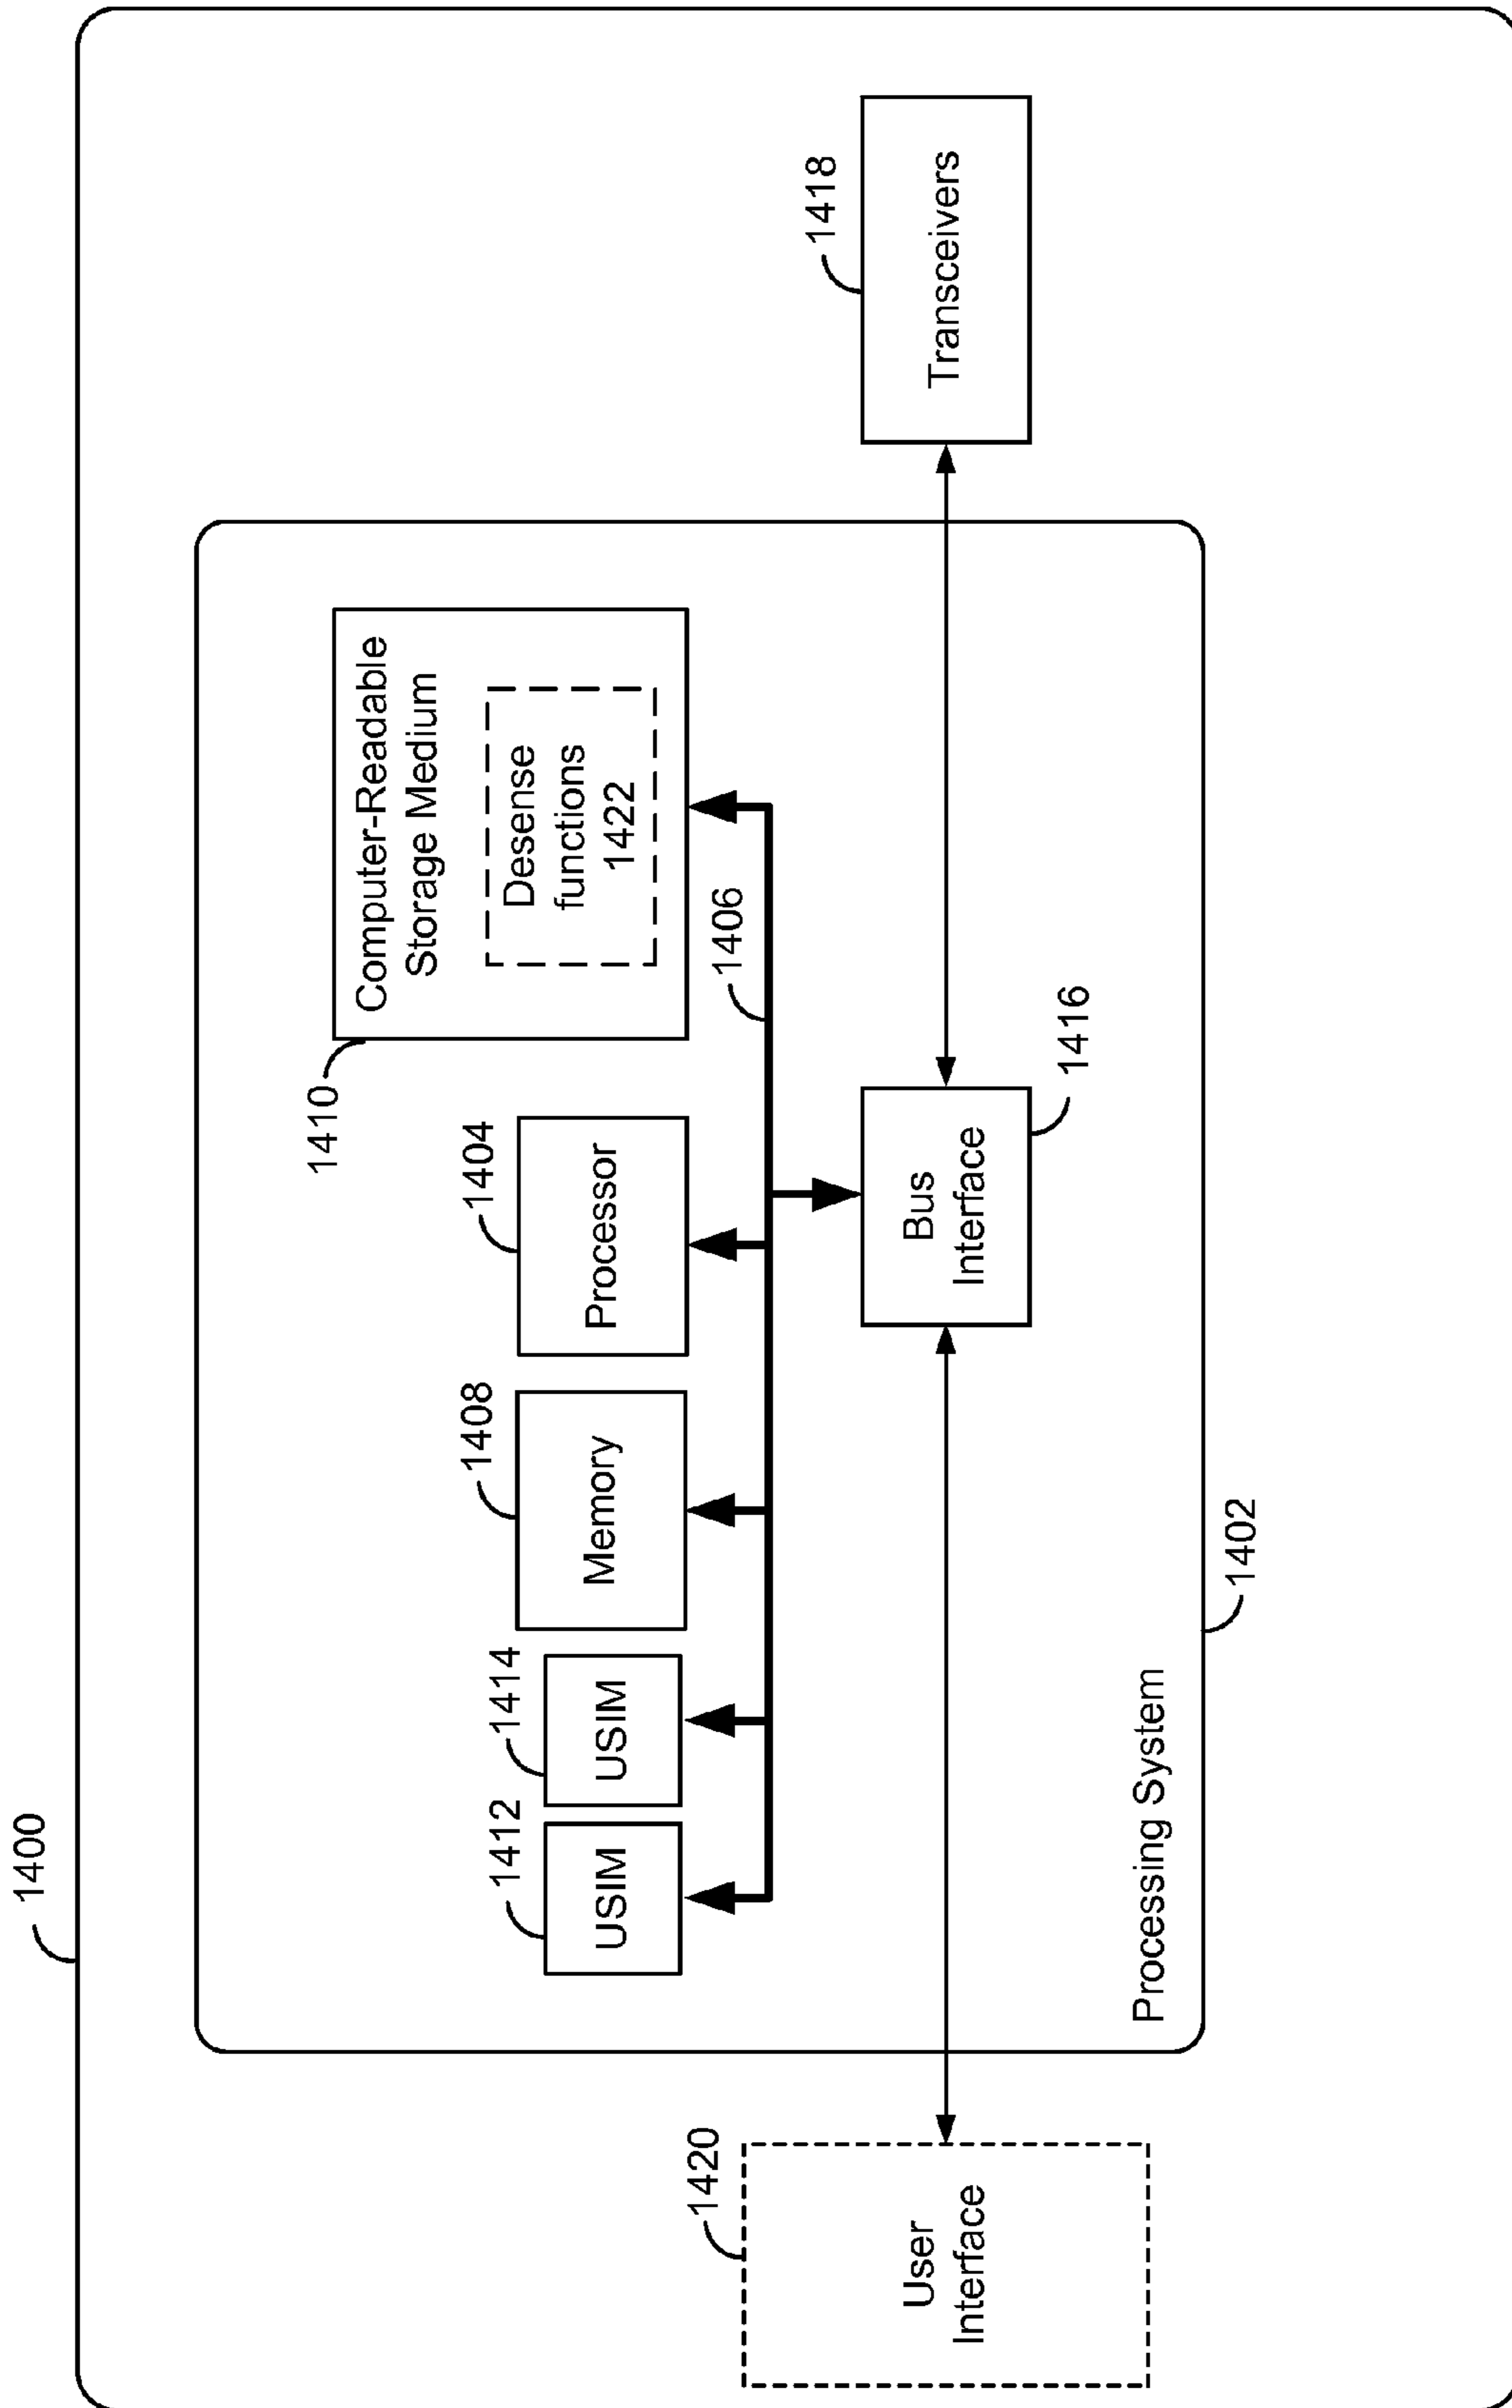 1400
1410
Computer-Readable
Storage Medium
Desense
functions
1422
1412
1414
1408
1404
USIM
USIM
Memory
Processor
1406
1418
1420
User
Interface
Bus
Interface
Transceivers
1416
Processing System
1402